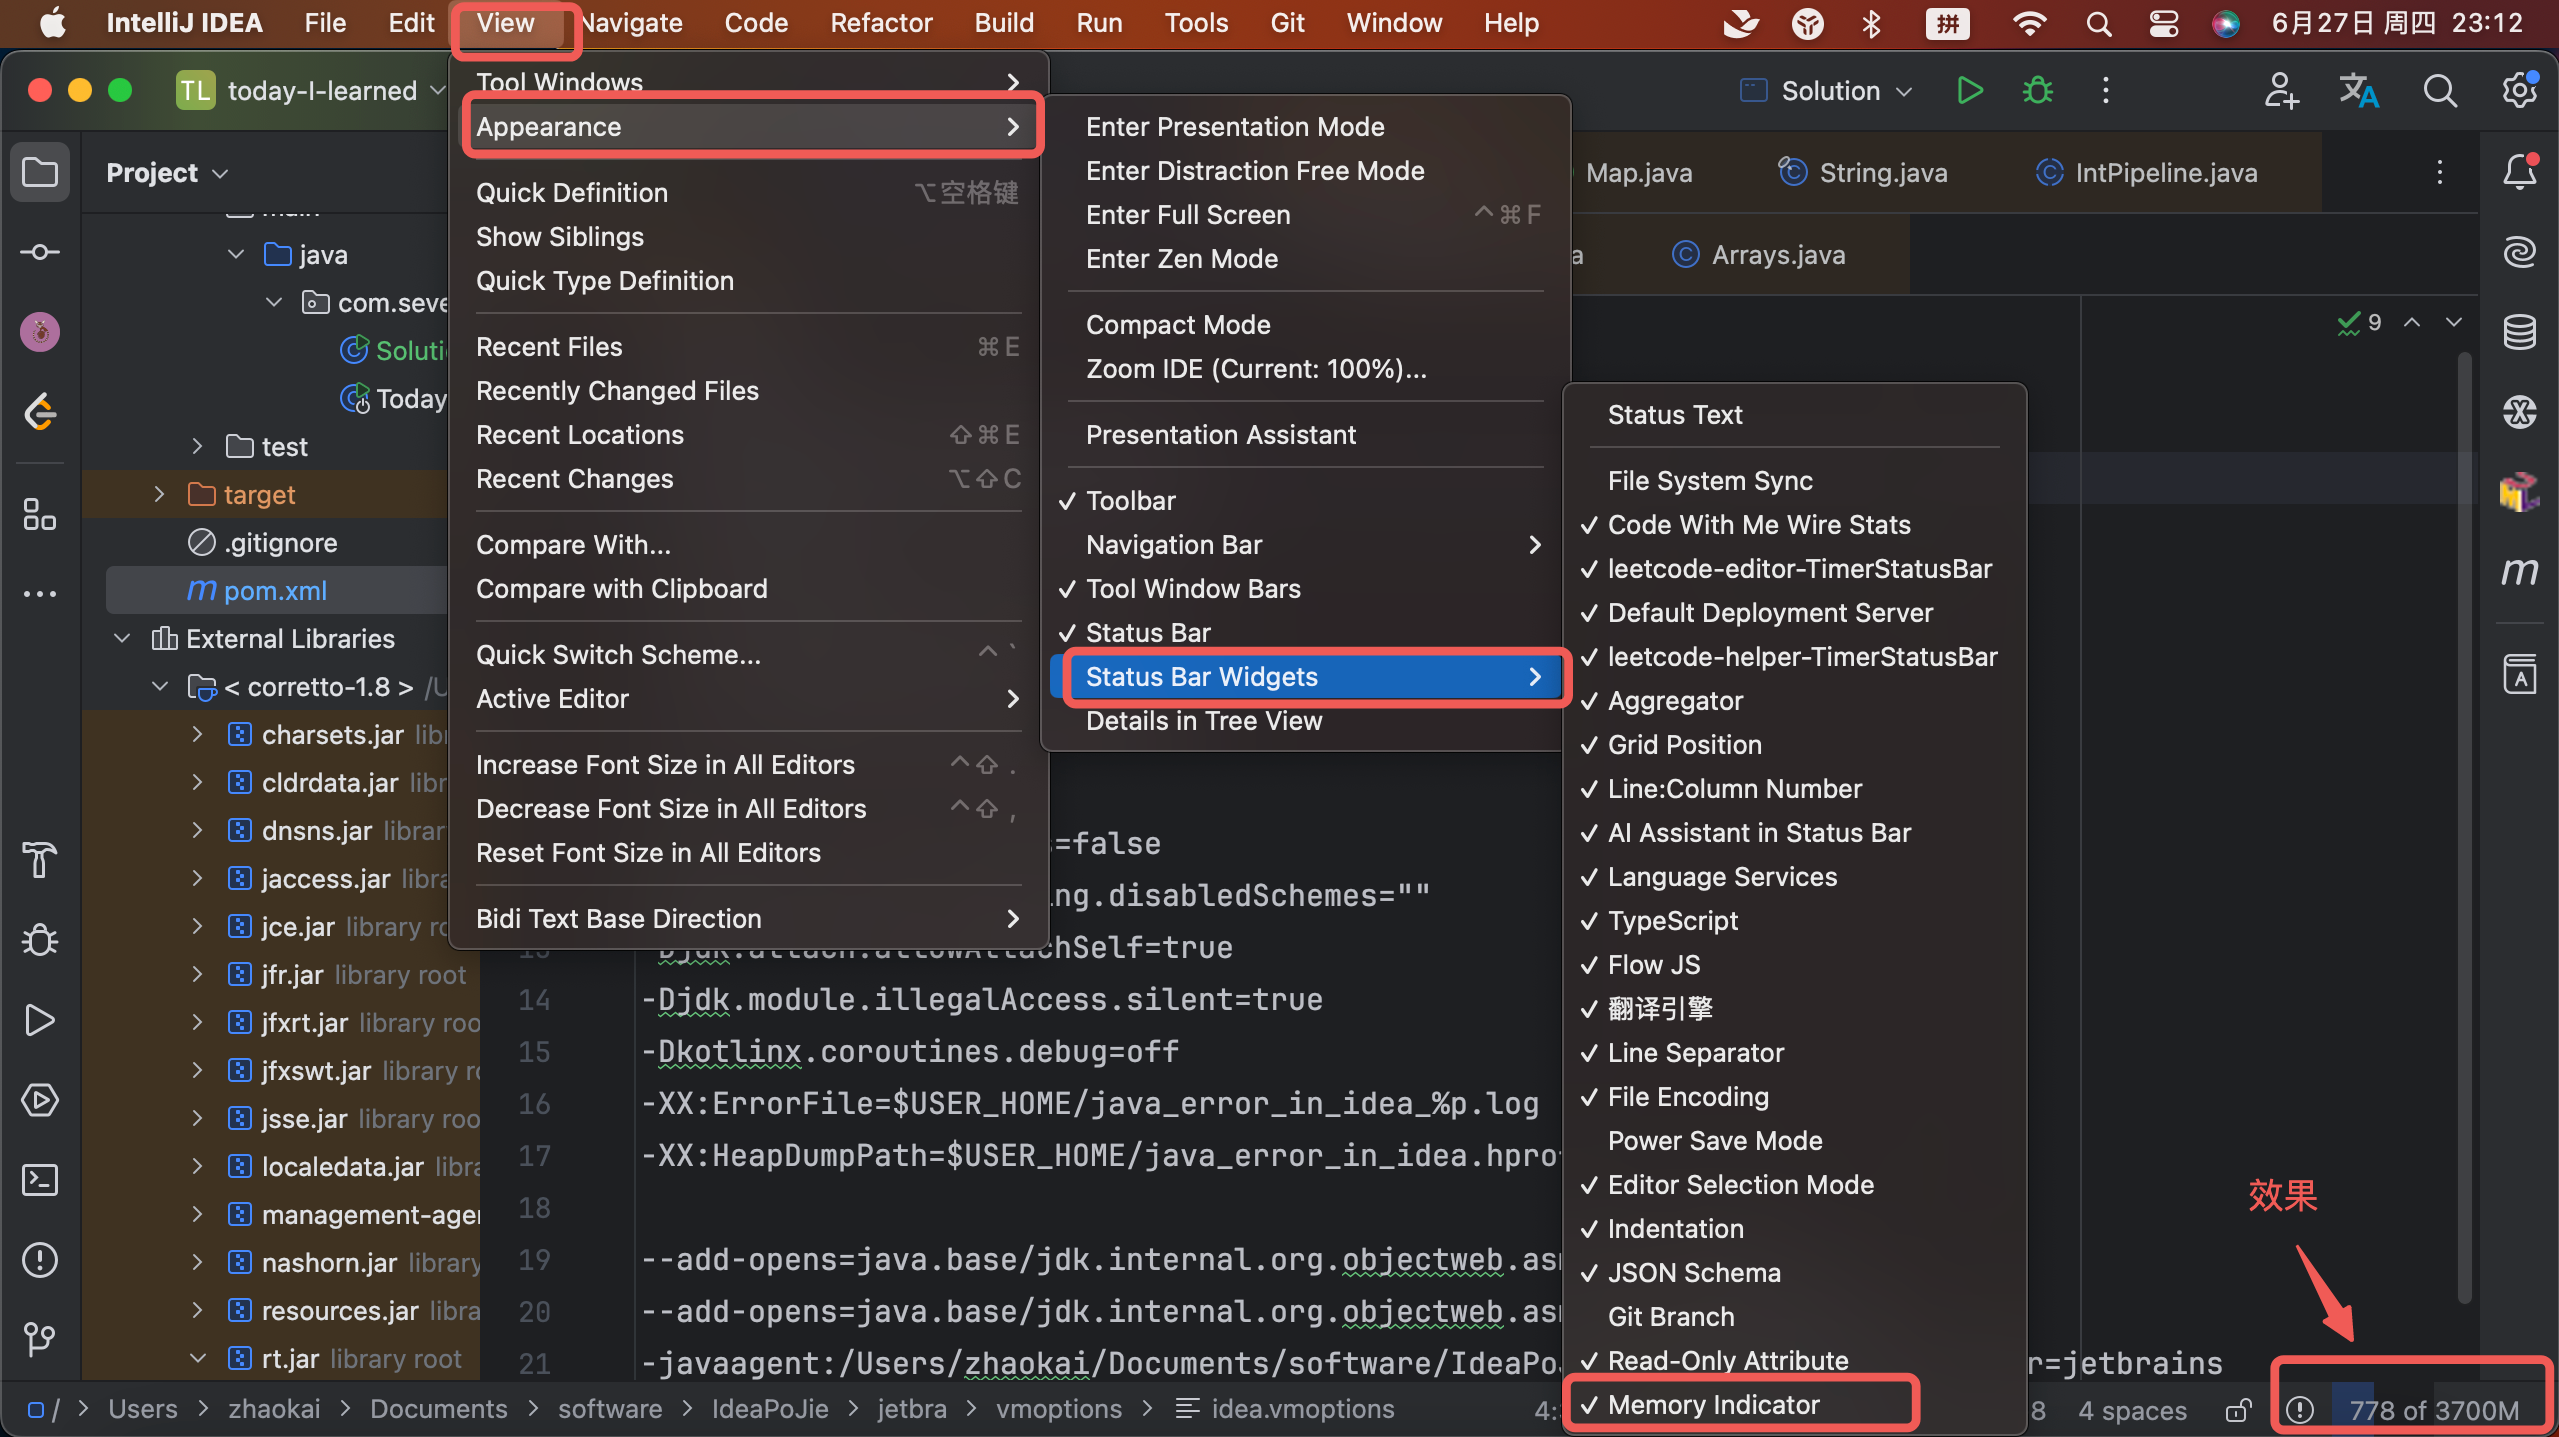 IntelliJ IDEA File Edit View Navigate Code Refactor Build Run Tools Git Window Help 拼 6月27日 周四 23:12
TL today-I-learned Solution
Project
main
java
com.seve
Soluti
Today
test
target
.gitignore
m pom.xml
External Libraries
< corretto-1.8 > /U
charsets.jar lib
cldrdata.jar libr
dnsns.jar librar
jaccess.jar libra
jce.jar library ro
jfr.jar library root
jfxrt.jar library roo
jfxswt.jar library ro
jsse.jar library roo
localedata.jar libra
management-agen
nashorn.jar library
resources.jar libra
rt.jar library root
Tool Windows
Appearance
Quick Definition ⌥空格键
Show Siblings
Quick Type Definition
Recent Files ⌘E
Recently Changed Files
Recent Locations ⇧⌘E
Recent Changes ⌥⇧C
Compare With...
Compare with Clipboard
Quick Switch Scheme... ^`
Active Editor
Increase Font Size in All Editors ^⇧.
Decrease Font Size in All Editors ^⇧,
Reset Font Size in All Editors
Bidi Text Base Direction
Enter Presentation Mode
Enter Distraction Free Mode
Enter Full Screen ^⌘F
Enter Zen Mode
Compact Mode
Zoom IDE (Current: 100%)...
Presentation Assistant
✓ Toolbar
Navigation Bar
✓ Tool Window Bars
✓ Status Bar
Status Bar Widgets
Details in Tree View
Status Text
File System Sync
✓ Code With Me Wire Stats
✓ leetcode-editor-TimerStatusBar
✓ Default Deployment Server
✓ leetcode-helper-TimerStatusBar
✓ Aggregator
✓ Grid Position
✓ Line:Column Number
✓ AI Assistant in Status Bar
✓ Language Services
✓ TypeScript
✓ Flow JS
✓ 翻译引擎
✓ Line Separator
✓ File Encoding
Power Save Mode
✓ Editor Selection Mode
✓ Indentation
✓ JSON Schema
Git Branch
✓ Read-Only Attribute
✓ Memory Indicator
Map.java String.java IntPipeline.java
a Arrays.java
9
=false
ng.disabledSchemes=""
13 -Djdk.attach.allowAttachSelf=true
14 -Djdk.module.illegalAccess.silent=true
15 -Dkotlinx.coroutines.debug=off
16 -XX:ErrorFile=$USER_HOME/java_error_in_idea_%p.log
17 -XX:HeapDumpPath=$USER_HOME/java_error_in_idea.hprof
18
19 --add-opens=java.base/jdk.internal.org.objectweb.asm
20 --add-opens=java.base/jdk.internal.org.objectweb.asm
21 -javaagent:/Users/zhaokai/Documents/software/IdeaPoJ r=jetbrains
效果
/ > Users > zhaokai > Documents > software > IdeaPoJie > jetbra > vmoptions > idea.vmoptions 4: 8 4 spaces 778 of 3700M